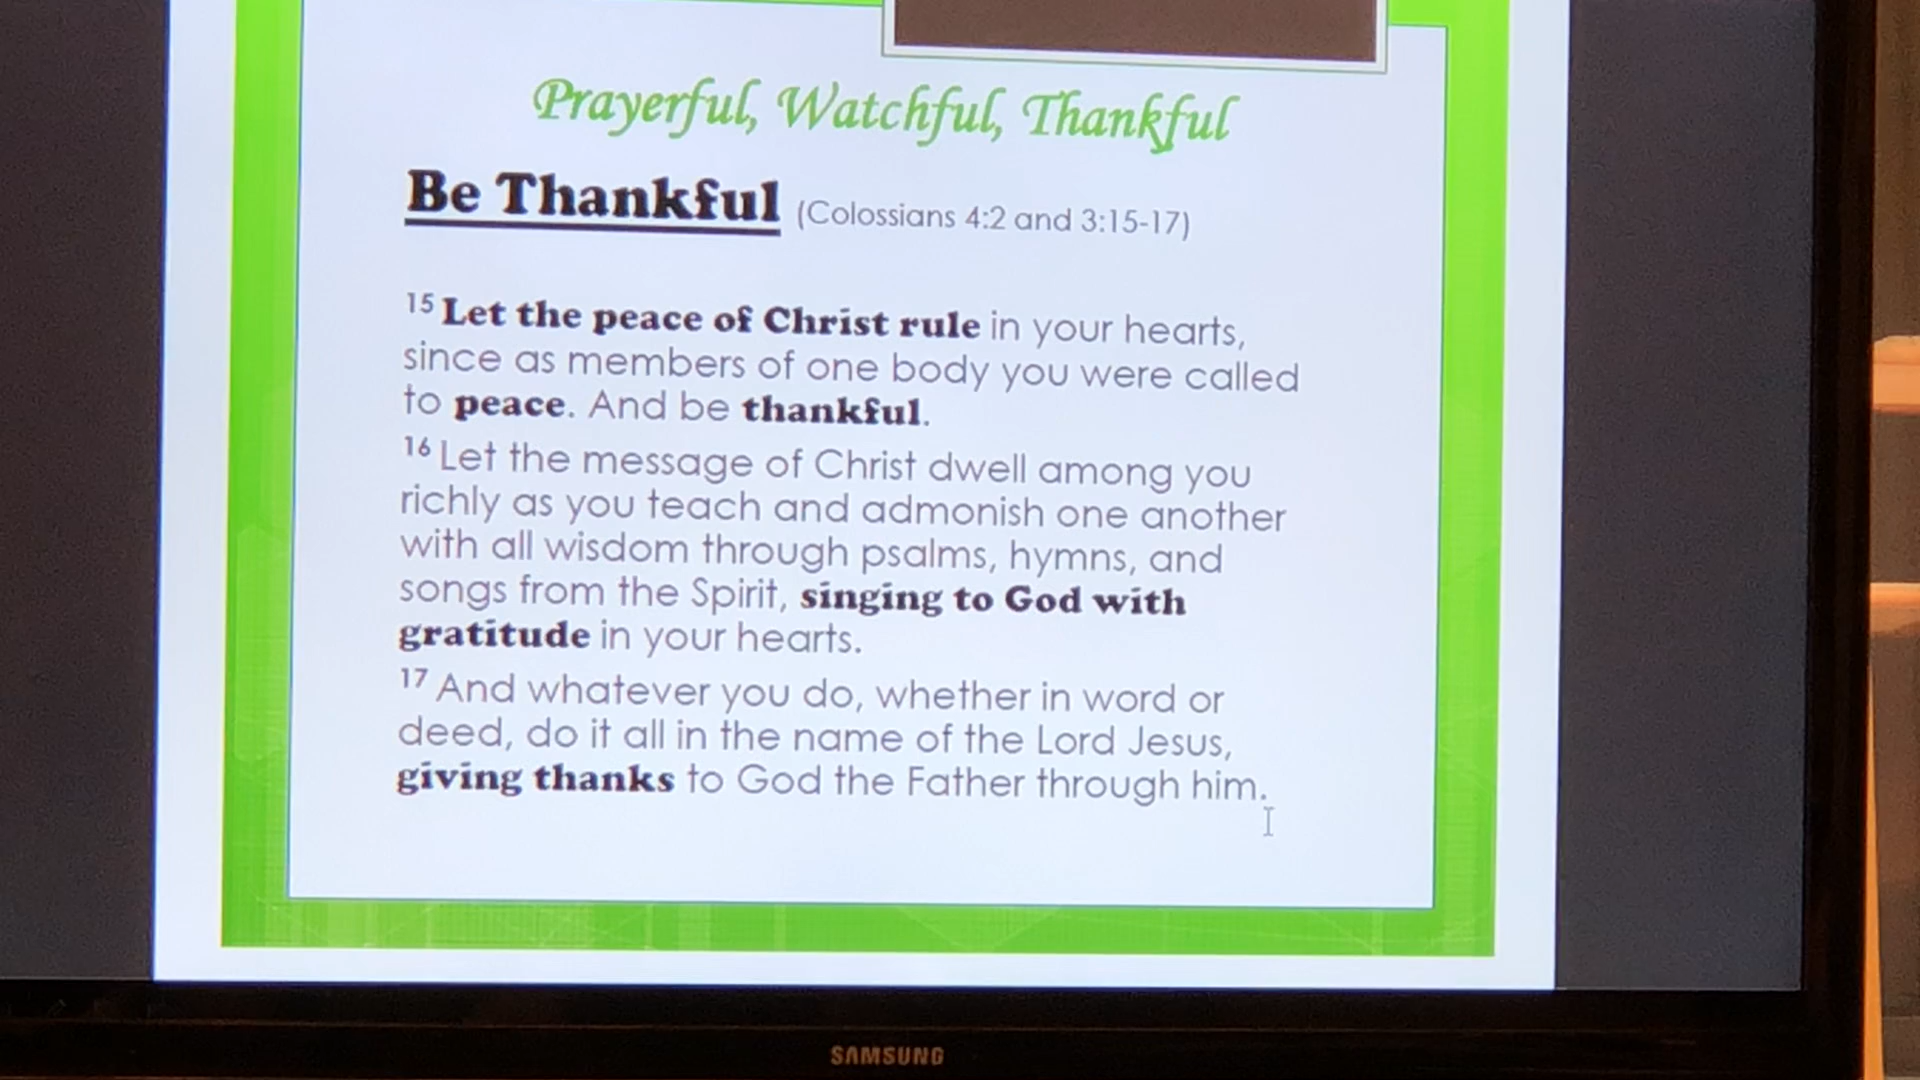 Prayerful, Watchful, Thankful
Be Thankful (Colossians 4:2 and 3:15-17)
15 Let the peace of Christ rule in your hearts,
since as members of one body you were called
to peace. And be thankful.
16 Let the message of Christ dwell among you
richly as you teach and admonish one another
with all wisdom through psalms, hymns, and
songs from the Spirit, singing to God with
gratitude in your hearts.
17 And whatever you do, whether in word or
deed, do it all in the name of the Lord Jesus,
giving thanks to God the Father through him.
SAMSUNG